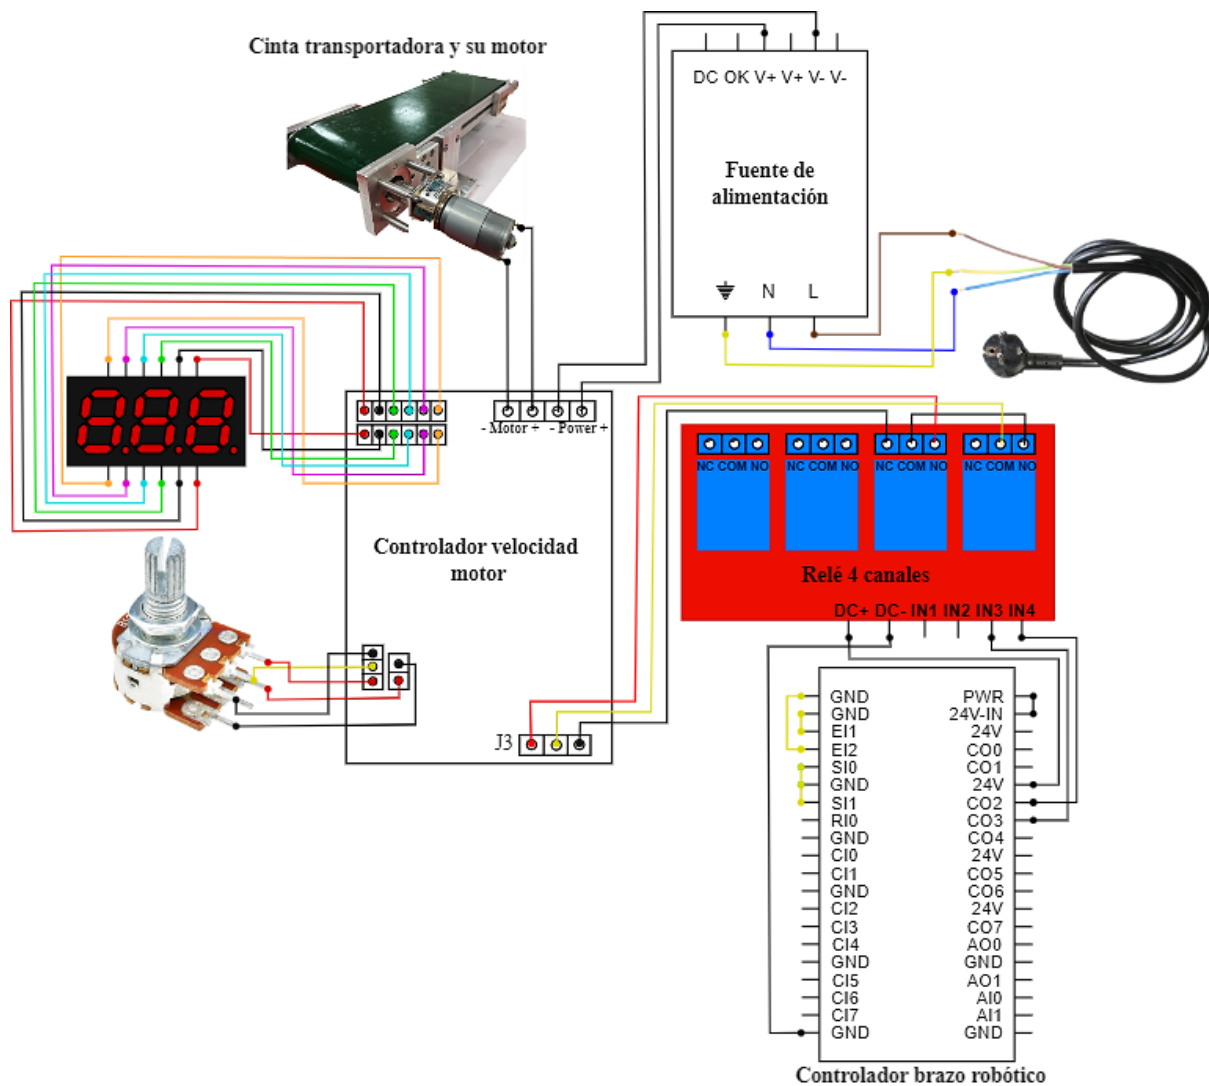 Cinta transportadora y su motor
DC OK V+ V+ V- V-
Fuente de
alimentación
N L
8.8.8.
- Motor + - Power +
Controlador velocidad
motor
J3
NC COM NO
NC COM NO
NC COM NO
NC COM NO
Relé 4 canales
DC+ DC- IN1 IN2 IN3 IN4
GND PWR
GND 24V-IN
EI1 24V
EI2 CO0
SI0 CO1
GND 24V
SI1 CO2
RI0 CO3
GND CO4
CI0 24V
CI1 CO5
GND CO6
CI2 24V
CI3 CO7
CI4 AO0
GND GND
CI5 AO1
CI6 AI0
CI7 AI1
GND GND
Controlador brazo robótico